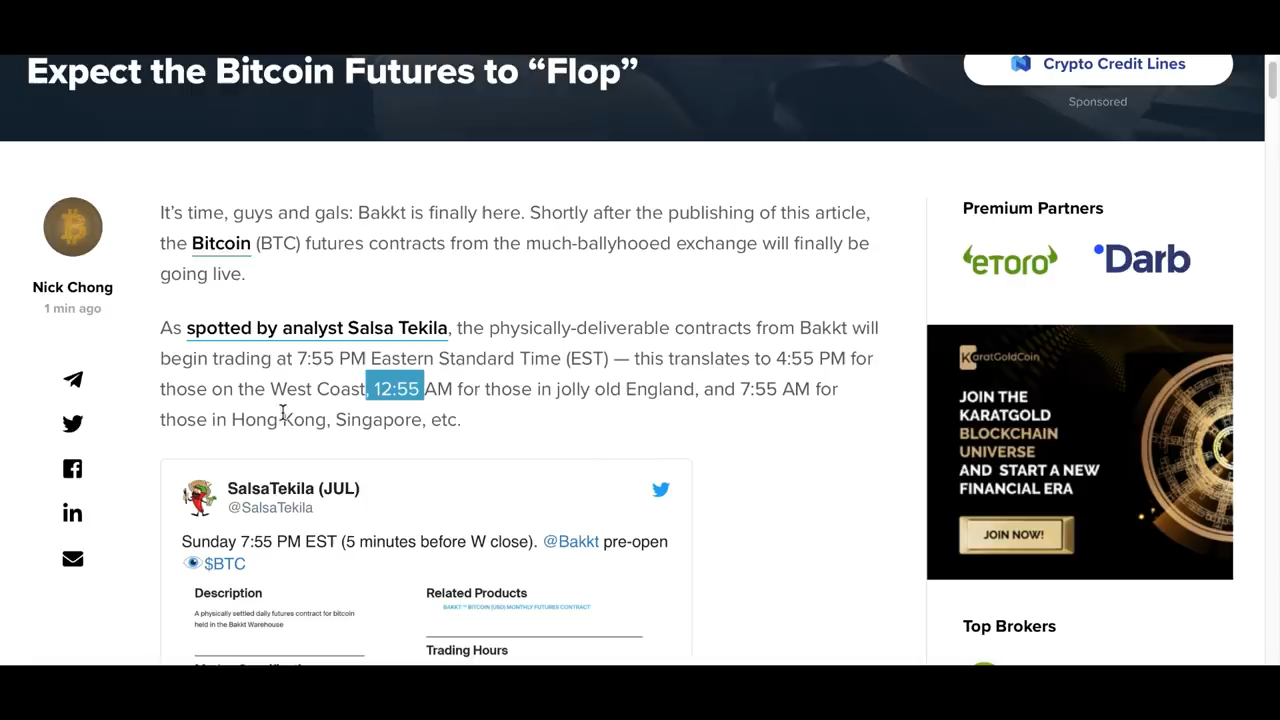 Expect the Bitcoin Futures to “Flop”
Crypto Credit Lines
Sponsored
Nick Chong
1 min ago
It’s time, guys and gals: Bakkt is finally here. Shortly after the publishing of this article,
the Bitcoin (BTC) futures contracts from the much-ballyhooed exchange will finally be
going live.
As spotted by analyst Salsa Tekila, the physically-deliverable contracts from Bakkt will
begin trading at 7:55 PM Eastern Standard Time (EST) — this translates to 4:55 PM for
those on the West Coast, 12:55 AM for those in jolly old England, and 7:55 AM for
those in Hong Kong, Singapore, etc.
SalsaTekila (JUL)
@SalsaTekila
Sunday 7:55 PM EST (5 minutes before W close). @Bakkt pre-open
$BTC
Description
A physically settled daily futures contract for bitcoin
held in the Bakkt Warehouse
Related Products
BAKKT ™ BITCOIN (USD) MONTHLY FUTURES CONTRACT
Trading Hours
Premium Partners
eToro
Darb
KaratGoldCoin
JOIN THE
KARATGOLD
BLOCKCHAIN
UNIVERSE
AND START A NEW
FINANCIAL ERA
JOIN NOW!
Top Brokers